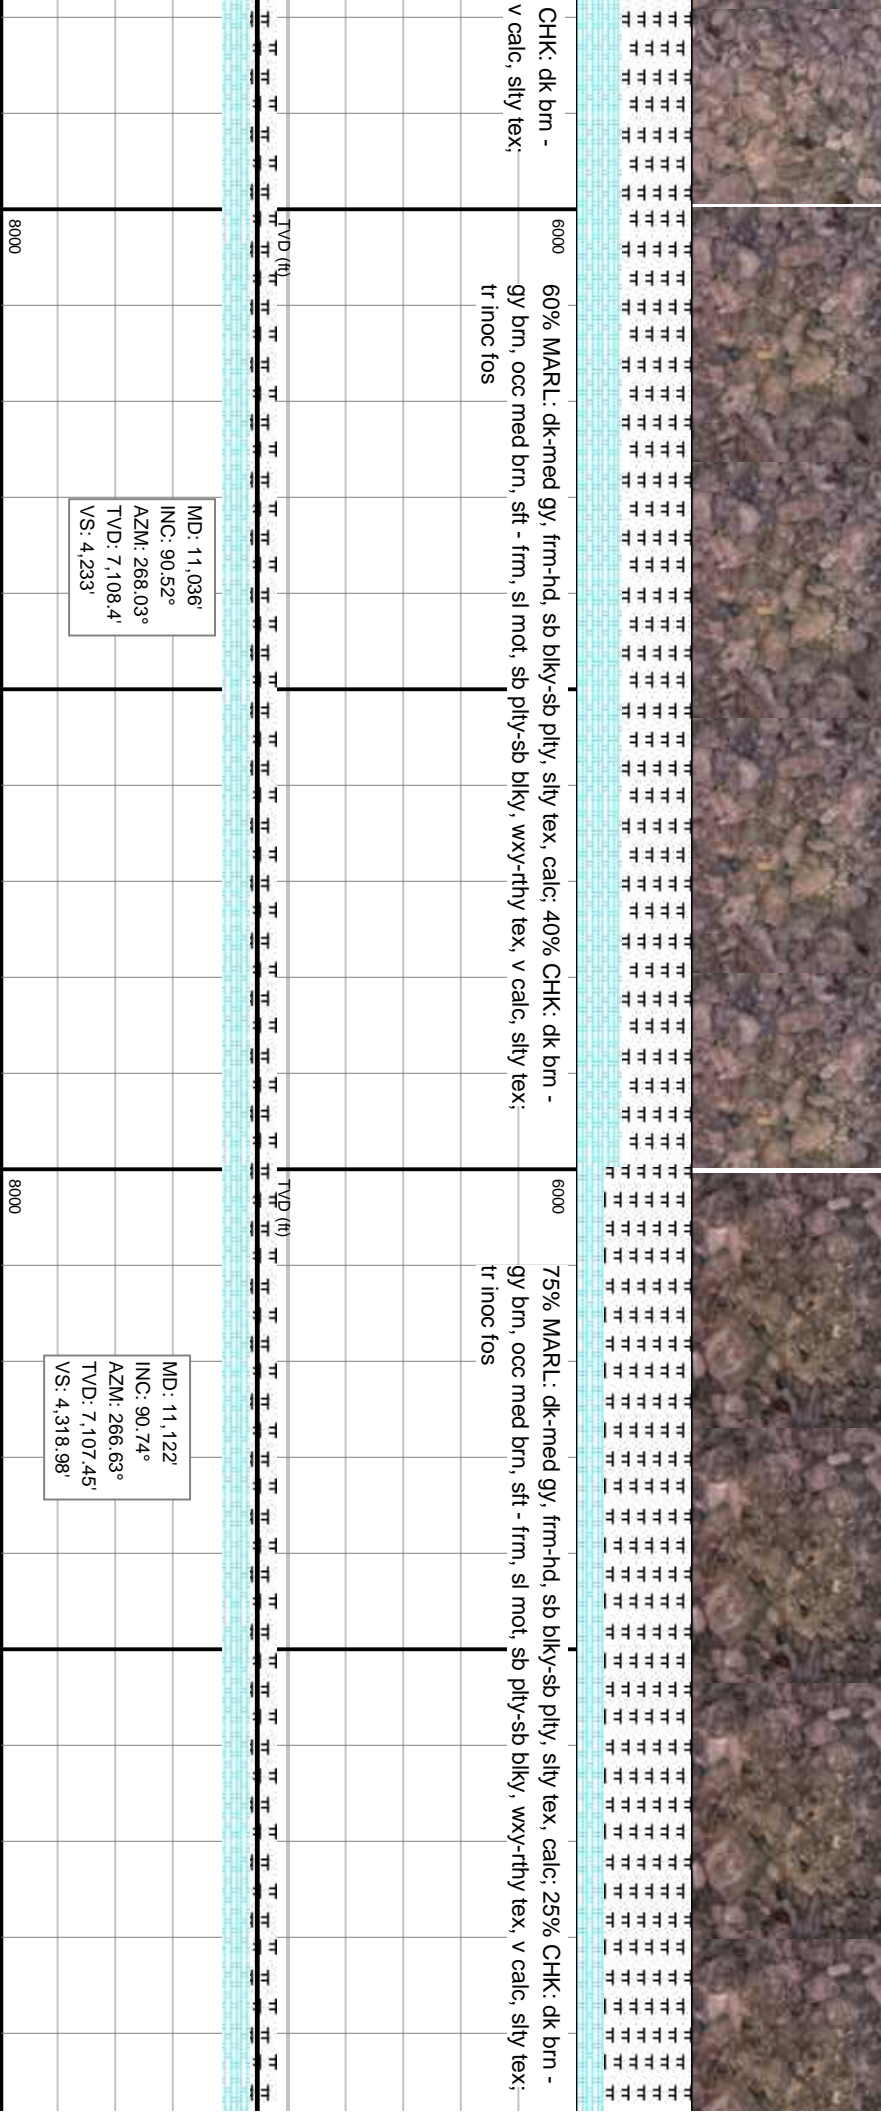 CHK: dk brn -
v calc, slty tex;
6000
TVD (ft)
8000
60% MARL: dk-med gy, frm-hd, sb blky-sb plty, slty tex, calc; 40% CHK: dk brn -
gy brn, occ med brn, sft - frm, sl mot, sb plty-sb blky, wxy-rthy tex, v calc, slty tex;
tr inoc fos
MD: 11,036'
INC: 90.52°
AZM: 268.03°
TVD: 7,108.4'
VS: 4,233'
6000
TVD (ft)
8000
75% MARL: dk-med gy, frm-hd, sb blky-sb plty, slty tex, calc; 25% CHK: dk brn -
gy brn, occ med brn, sft - frm, sl mot, sb plty-sb blky, wxy-rthy tex, v calc, slty tex;
tr inoc fos
MD: 11,122'
INC: 90.74°
AZM: 266.63°
TVD: 7,107.45'
VS: 4,318.98'